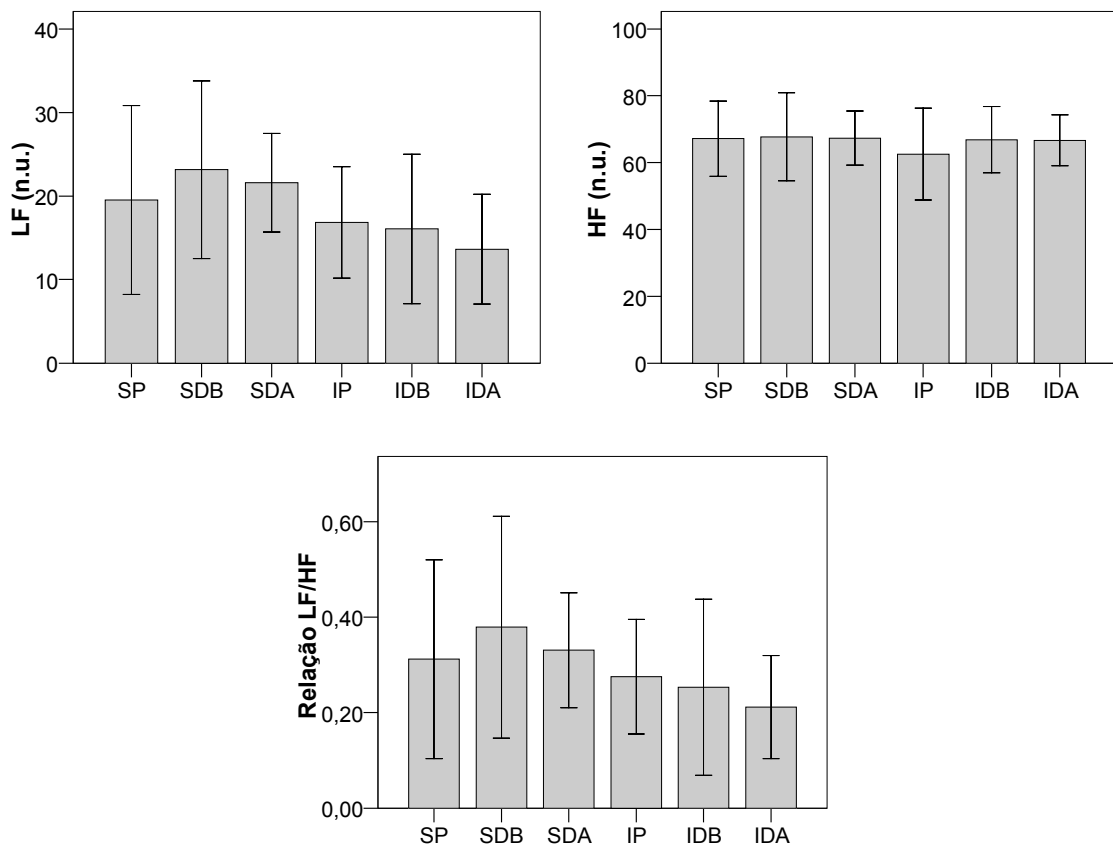 LF (n.u.)
40
30
20
10
0
SP SDB SDA IP IDB IDA
HF (n.u.)
100
80
60
40
20
0
SP SDB SDA IP IDB IDA
Relação LF/HF
0,60
0,40
0,20
0,00
SP SDB SDA IP IDB IDA